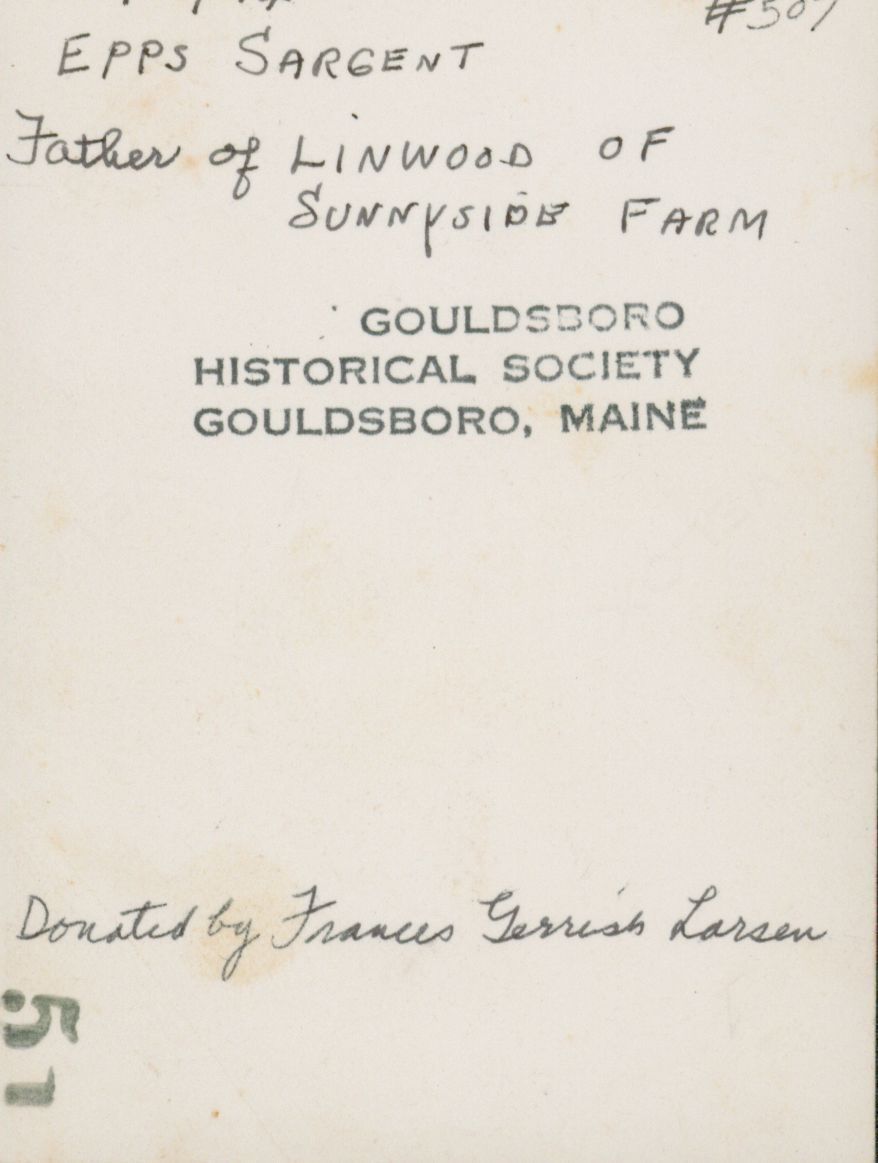 #507
EPPS SARGENT
Father of LINWOOD OF
SUNNYSIDE FARM
GOULDSBORO
HISTORICAL SOCIETY
GOULDSBORO, MAINE
Donated by Frances Gerrish Larsen
51